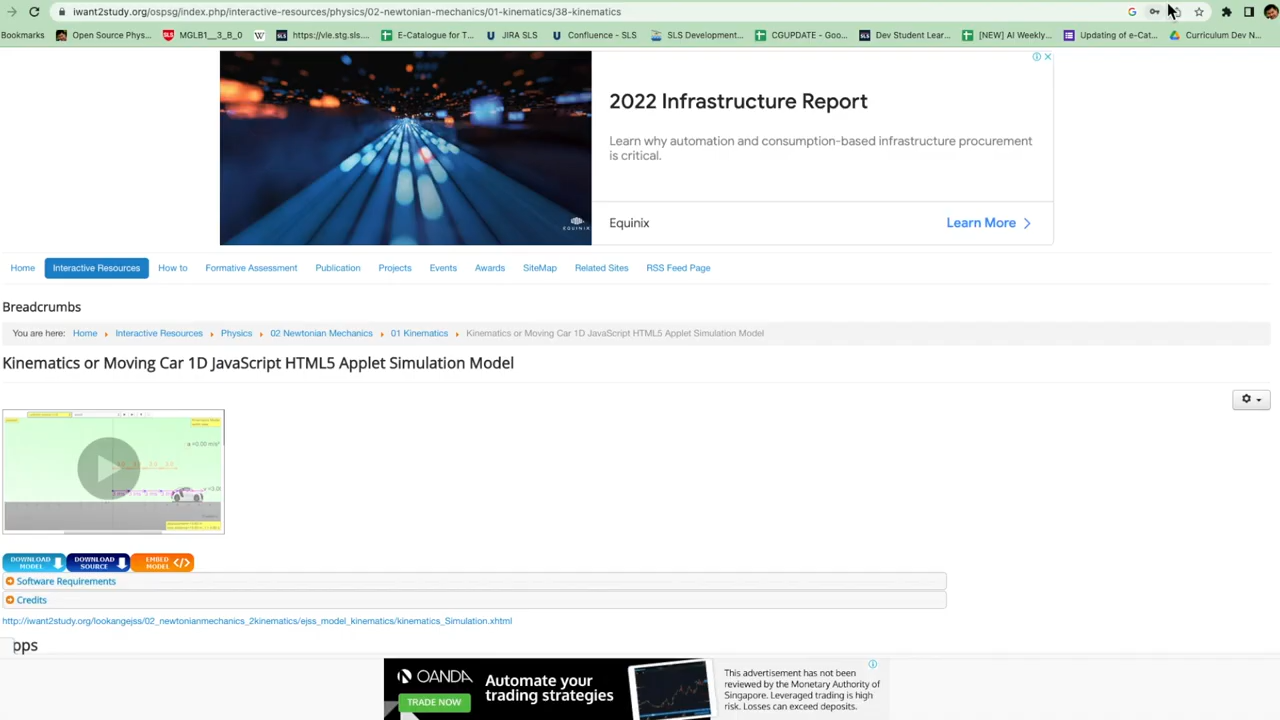 iwant2study.org/ospsg/index.php/interactive-resources/physics/02-newton-mechanics/01-kinematics/38-kinematics
Bookmarks Open Source Phys... MGLB1__3_B_0 https://vle.stg.sls.... E-Catalogue for T... JIRA SLS Confluence - SLS SLS Development... CGUPDATE - Goo... Dev Student Lear... [NEW] AI Weekly... Updating of e-Cat... Curriculum Dev N...
2022 Infrastructure Report
Learn why automation and consumption-based infrastructure procurement
is critical.
EQUINIX
Equinix Learn More
Home Interactive Resources How to Formative Assessment Publication Projects Events Awards SiteMap Related Sites RSS Feed Page
Breadcrumbs
You are here: Home Interactive Resources Physics 02 Newtonian Mechanics 01 Kinematics Kinematics or Moving Car 1D JavaScript HTML5 Applet Simulation Model
Kinematics or Moving Car 1D JavaScript HTML5 Applet Simulation Model
DOWNLOAD MODEL DOWNLOAD SOURCE EMBED MODEL </>
Software Requirements
Credits
http://iwant2study.org/lookangejss/02_newtonianmechanics_2kinematics/ejss_model_kinematics/kinematics_Simulation.xhtml
pps
OANDA
TRADE NOW
Automate your
trading strategies
This advertisement has not been
reviewed by the Monetary Authority of
Singapore. Leveraged trading is high
risk. Losses can exceed deposits.